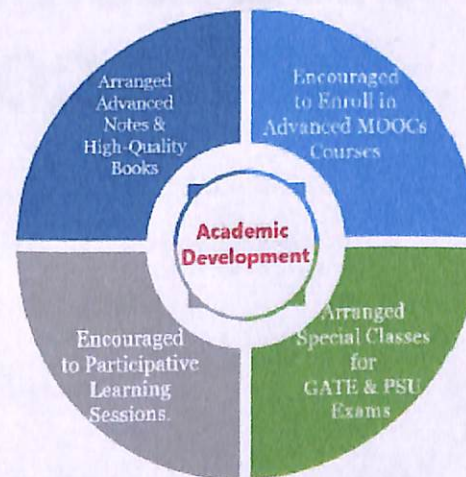 Arranged
Advanced
Notes &
High-Quality
Books
Encouraged
to Enroll in
Advanced MOOCs
Courses
Academic
Development
Encouraged
to Participative
Learning
Sessions.
Arranged
Special Classes
for
GATE & PSU
Exams